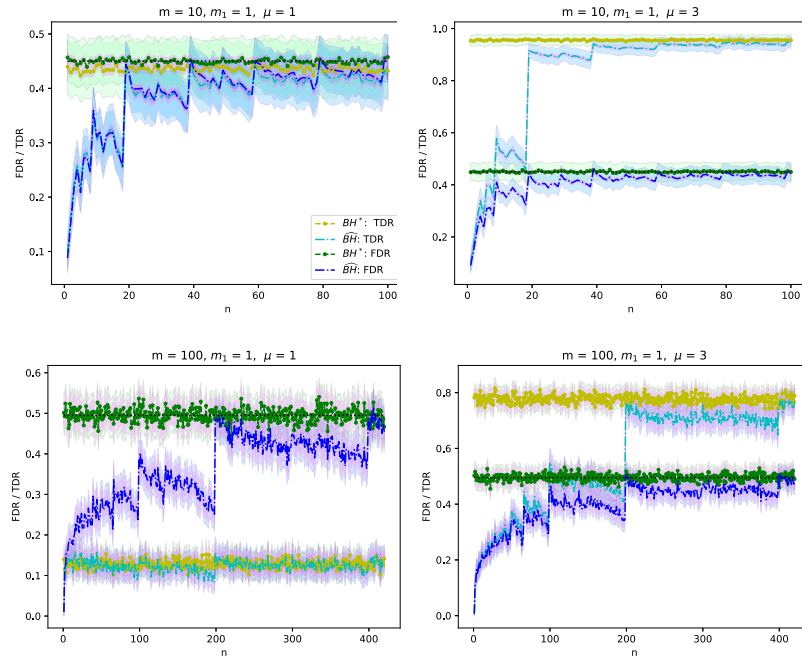 m = 10, m₁ = 1, μ = 1
0.5
0.4
0.3
0.2
0.1
FDR / TDR
BH*: TDR
\widehat{BH}: TDR
BH*: FDR
\widehat{BH}: FDR
0 20 40 60 80 100
n
m = 10, m₁ = 1, μ = 3
1.0
0.8
0.6
0.4
0.2
FDR / TDR
0 20 40 60 80 100
n
m = 100, m₁ = 1, μ = 1
0.6
0.5
0.4
0.3
0.2
0.1
0.0
FDR / TDR
0 100 200 300 400
n
m = 100, m₁ = 1, μ = 3
0.8
0.6
0.4
0.2
0.0
FDR / TDR
0 100 200 300 400
n